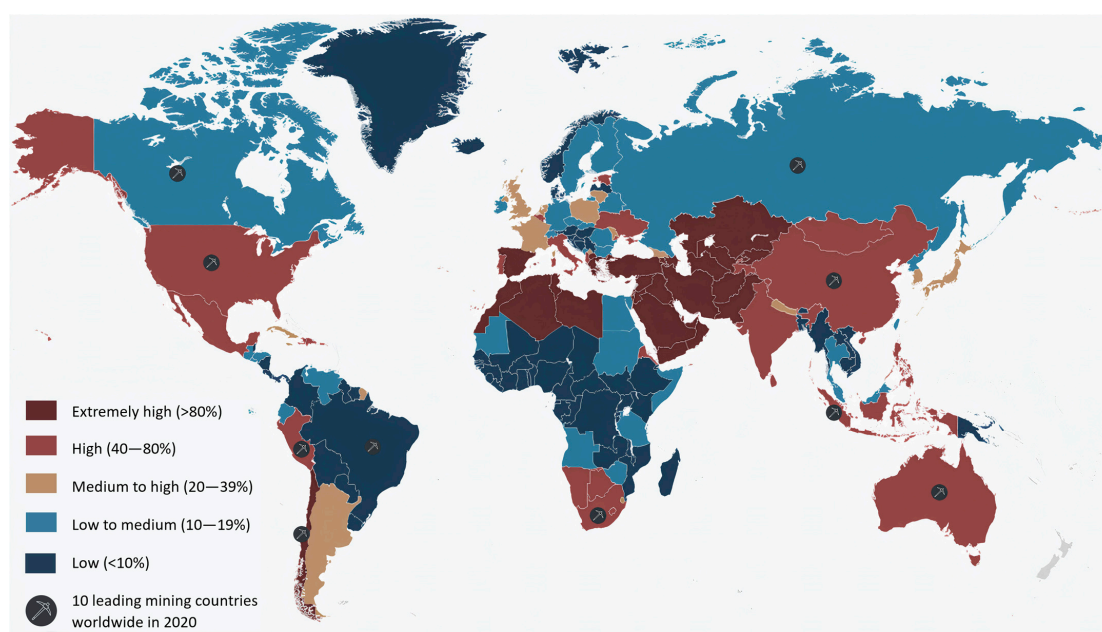 Extremely high (>80%)
High (40—80%)
Medium to high (20—39%)
Low to medium (10—19%)
Low (<10%)
10 leading mining countries
worldwide in 2020